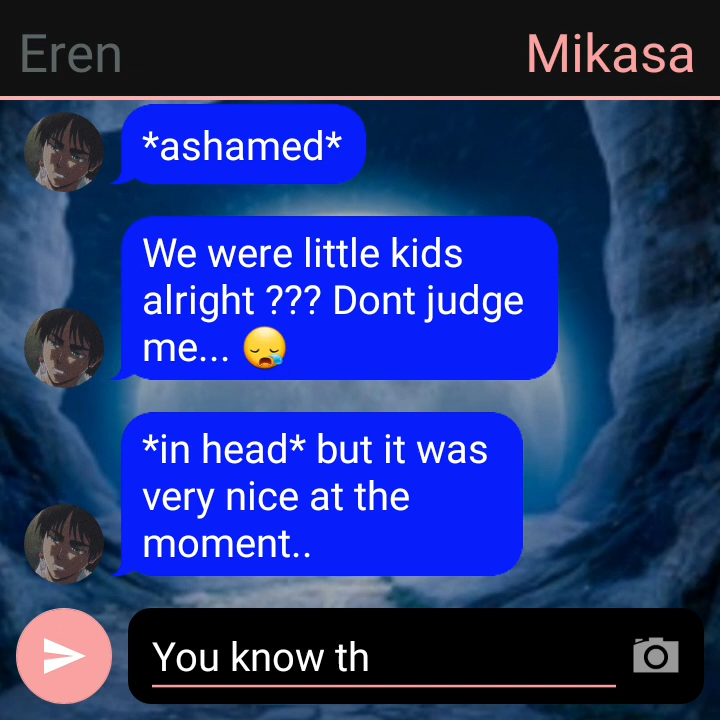 Eren
Mikasa
*ashamed*
We were little kids
alright ??? Dont judge
me... 😪
*in head* but it was
very nice at the
moment..
You know th